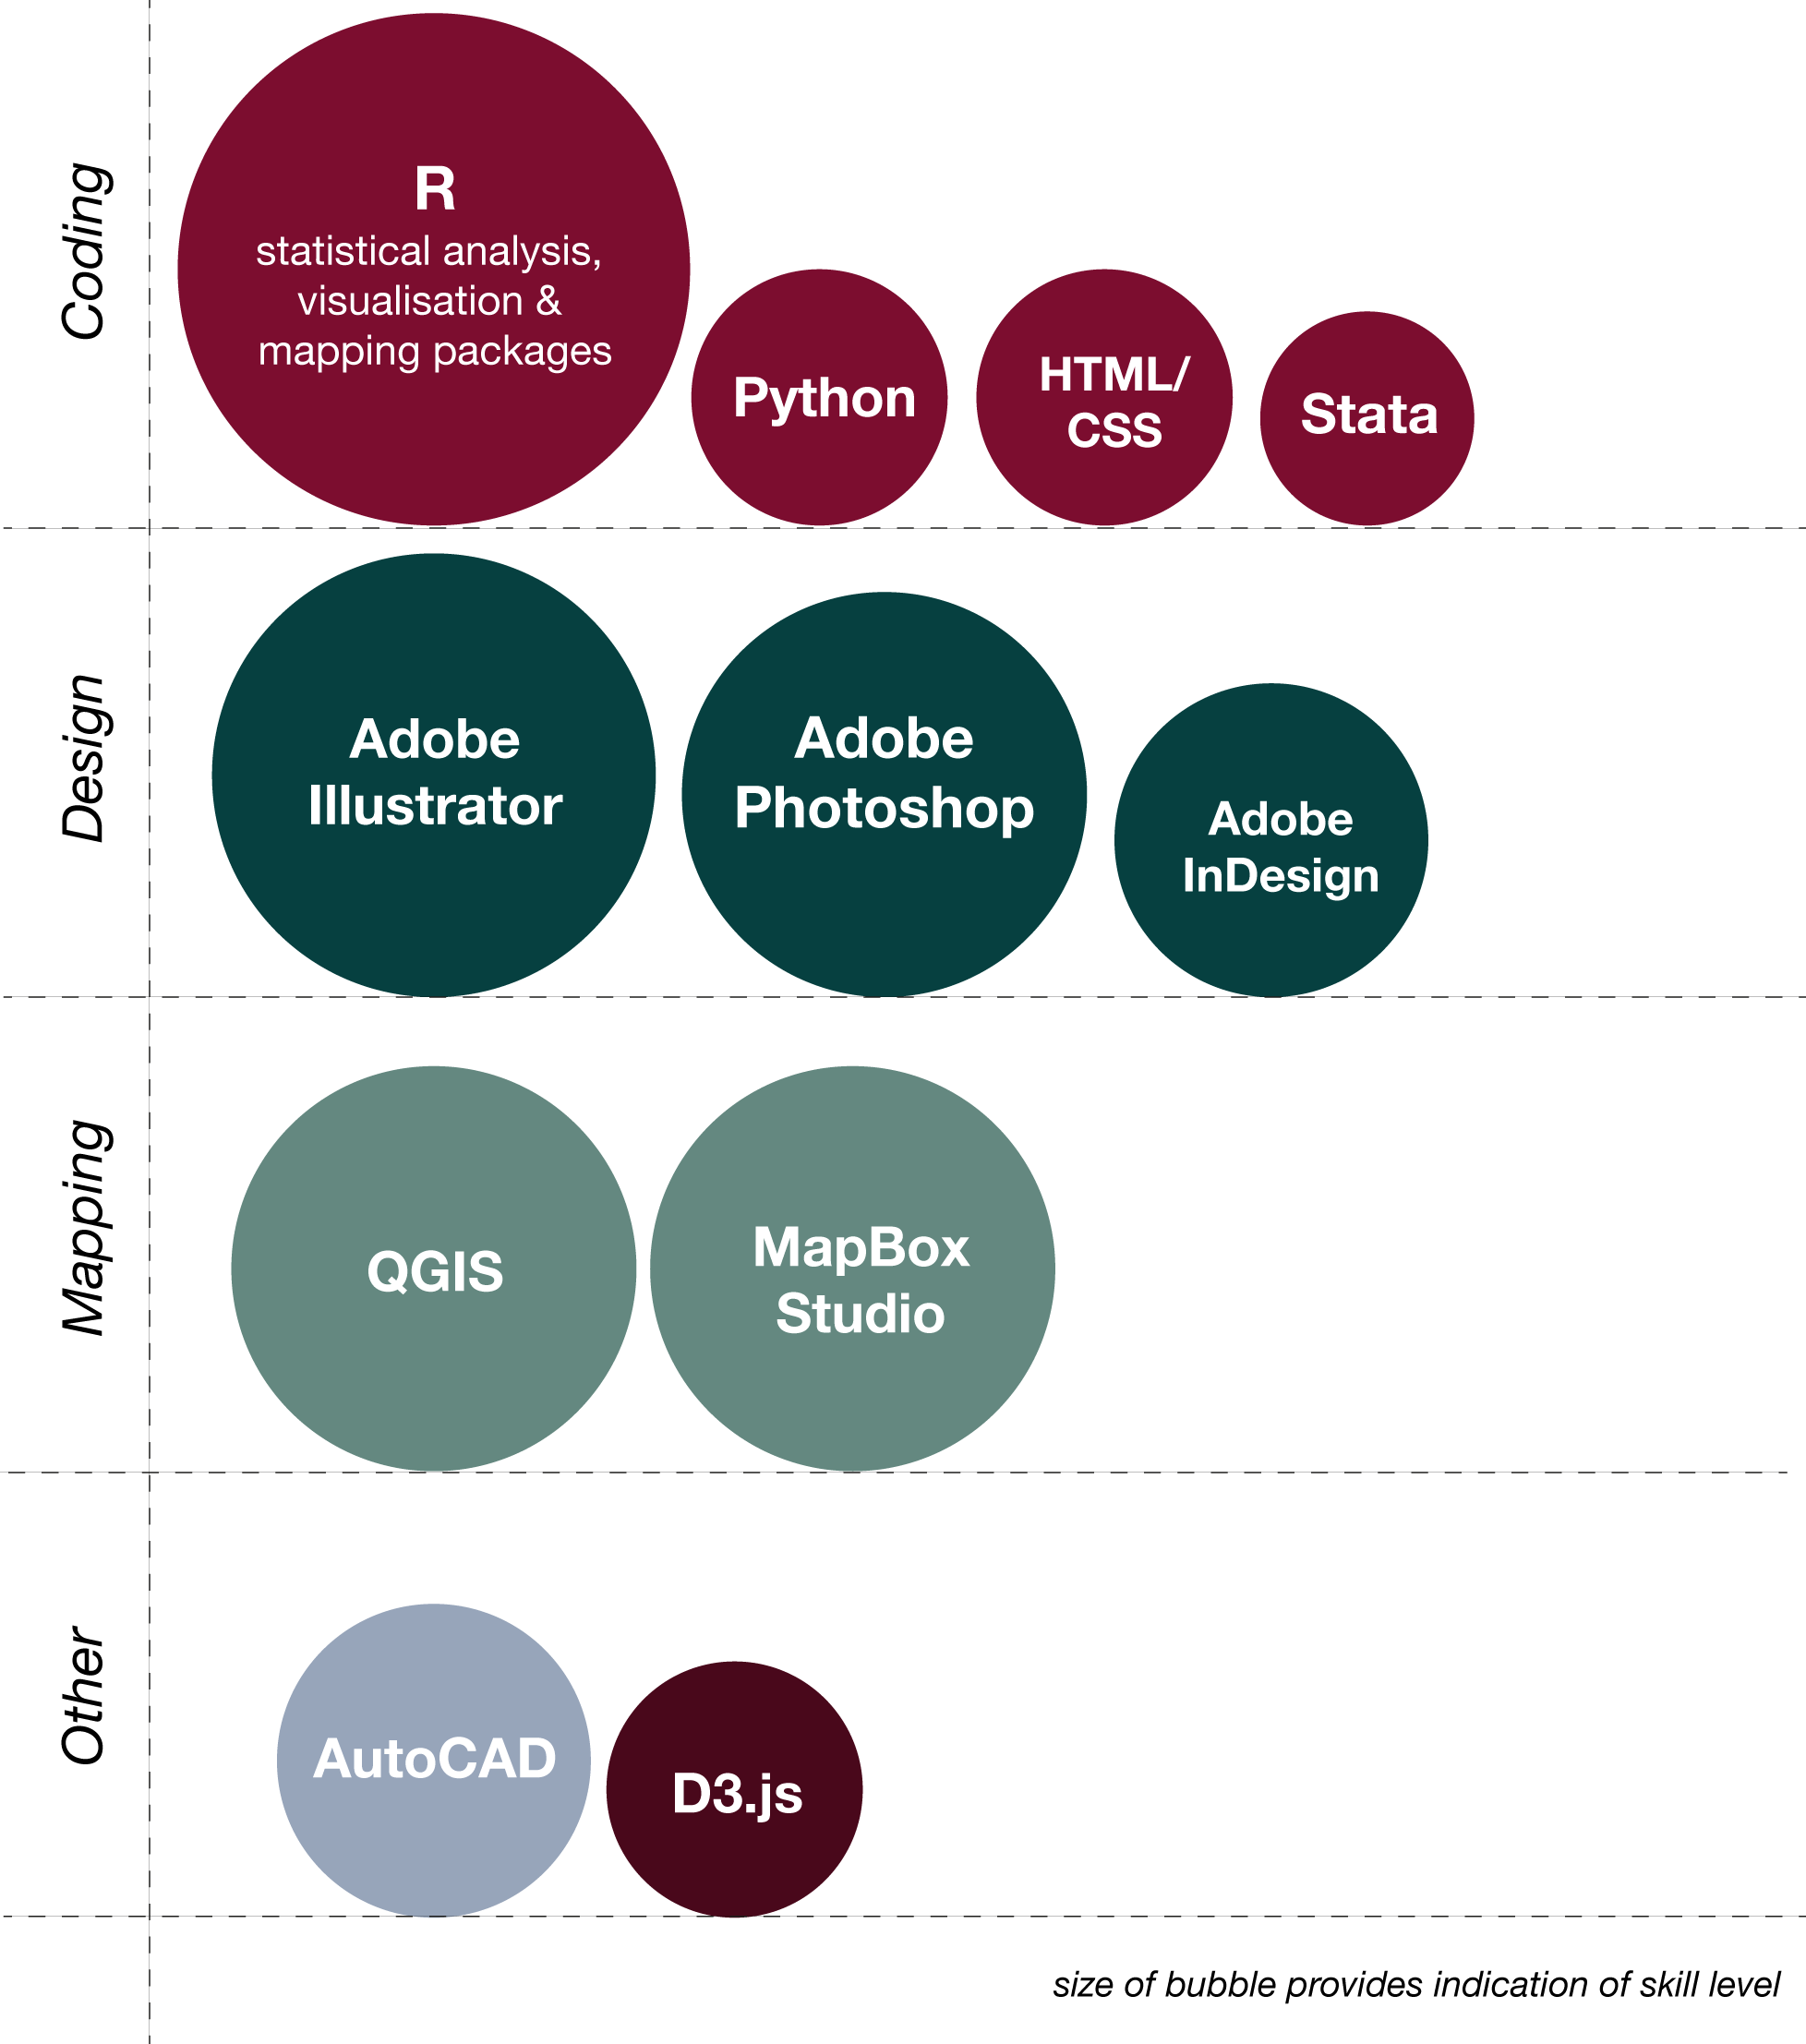 Coding
R
statistical analysis,
visualisation &
mapping packages
Python
HTML/
CSS
Stata
Design
Adobe
Illustrator
Adobe
Photoshop
Adobe
InDesign
Mapping
QGIS
MapBox
Studio
Other
AutoCAD
D3.js
size of bubble provides indication of skill level